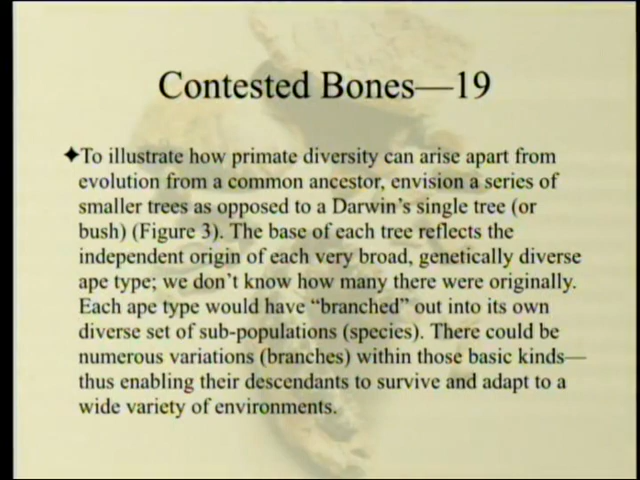 Contested Bones—19
✦To illustrate how primate diversity can arise apart from
evolution from a common ancestor, envision a series of
smaller trees as opposed to a Darwin's single tree (or
bush) (Figure 3). The base of each tree reflects the
independent origin of each very broad, genetically diverse
ape type; we don't know how many there were originally.
Each ape type would have “branched” out into its own
diverse set of sub-populations (species). There could be
numerous variations (branches) within those basic kinds—
thus enabling their descendants to survive and adapt to a
wide variety of environments.